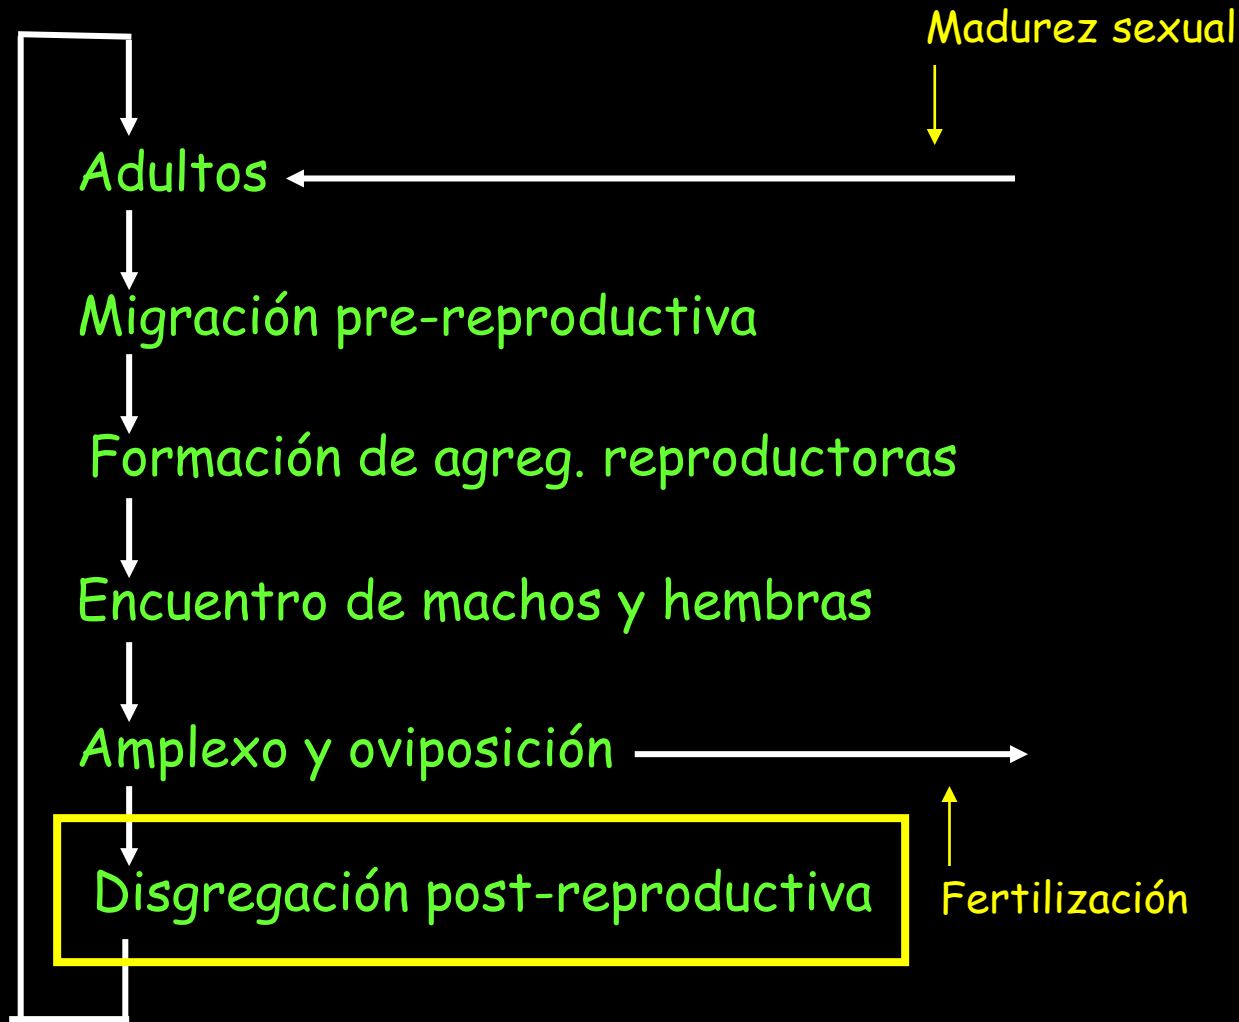 Madurez sexual
Adultos
Migración pre-reproductiva
Formación de agreg. reproductoras
Encuentro de machos y hembras
Amplexo y oviposición
Disgregación post-reproductiva
Fertilización